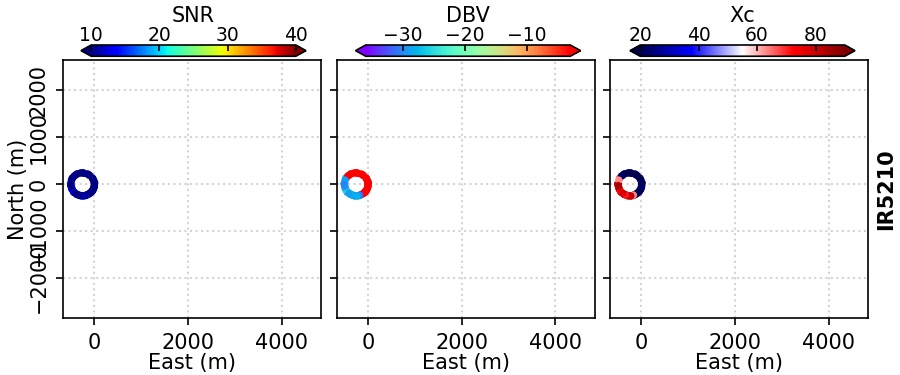 SNR DBV Xc
10 20 30 40 −30 −20 −10 20 40 60 80
North (m)
2000
1000
0
−1000
−2000
IR5210
0 2000 4000 0 2000 4000 0 2000 4000
East (m) East (m) East (m)